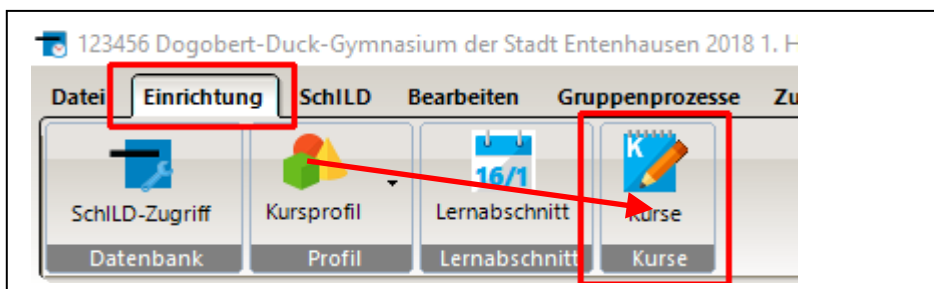 123456 Dogobert-Duck-Gymnasium der Stadt Entenhausen 2018 1. H
Datei Einrichtung SchILD Bearbeiten Gruppenprozesse Zu
K
16/1
SchILD-Zugriff Kursprofil Lernabschnitt Kurse
Datenbank Profil Lernabschnitt Kurse